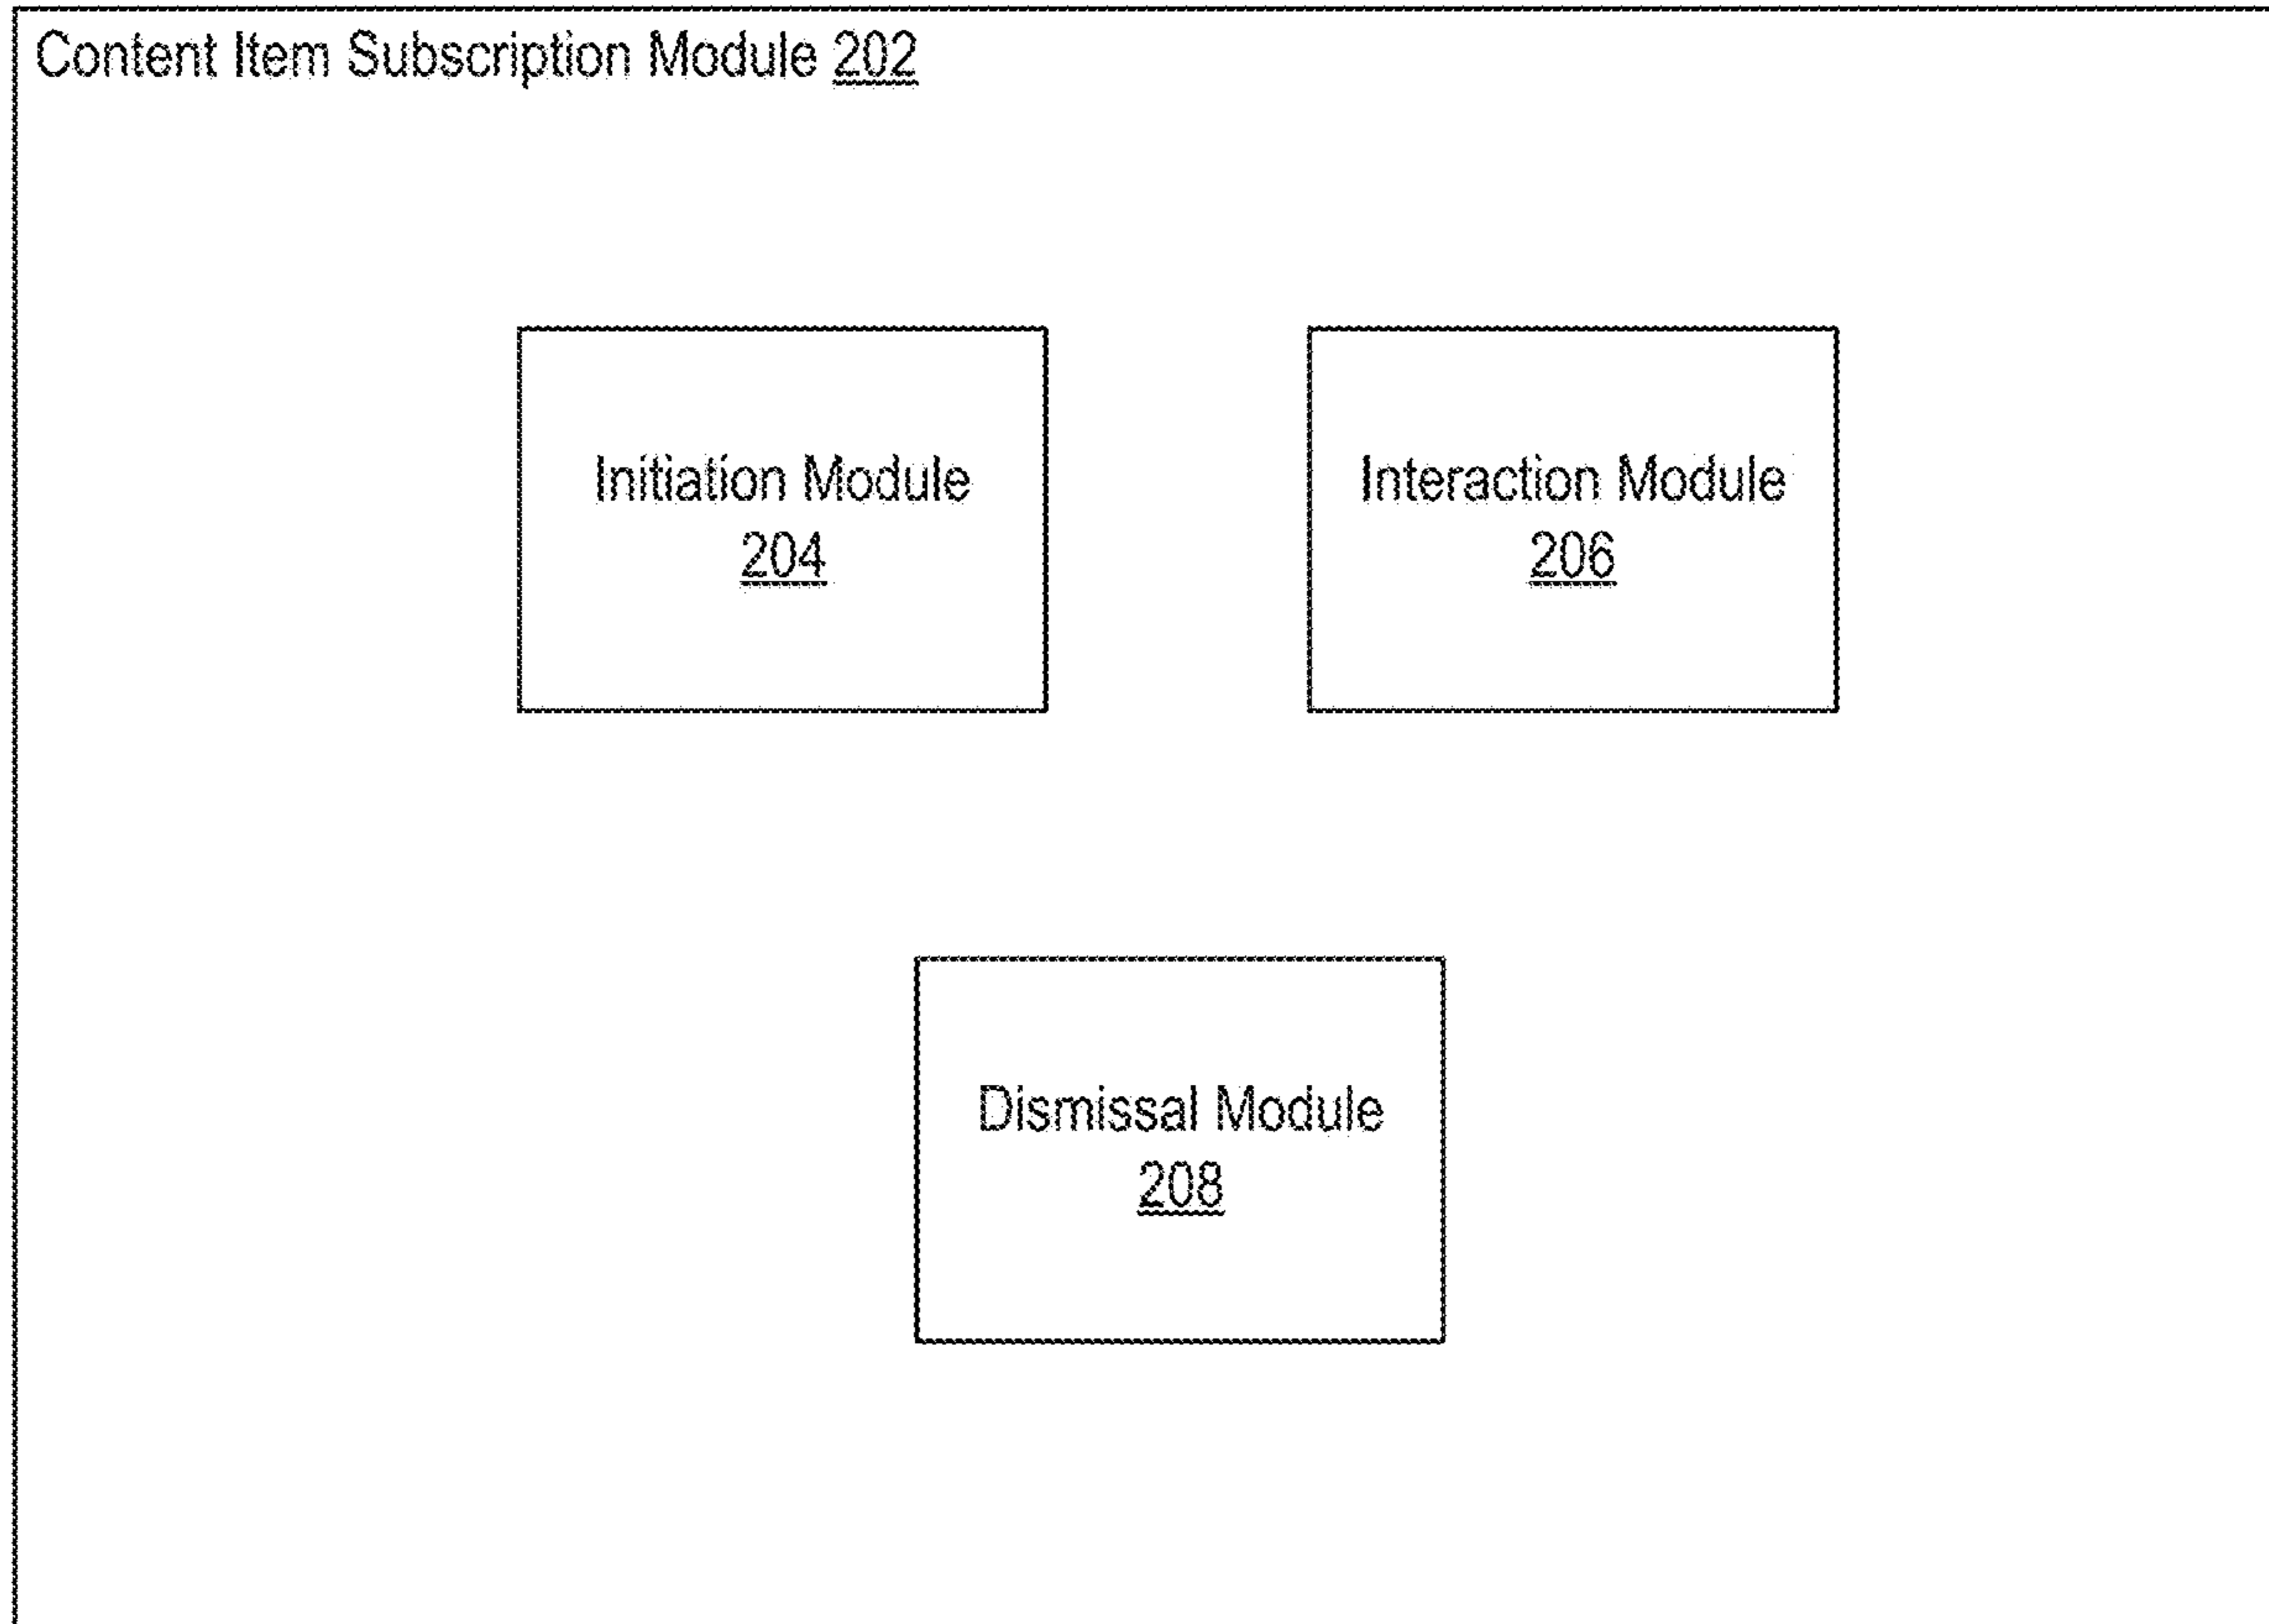 Content Item Subscription Module 202
Initiation Module
204
Interaction Module
206
Dismissal Module
208